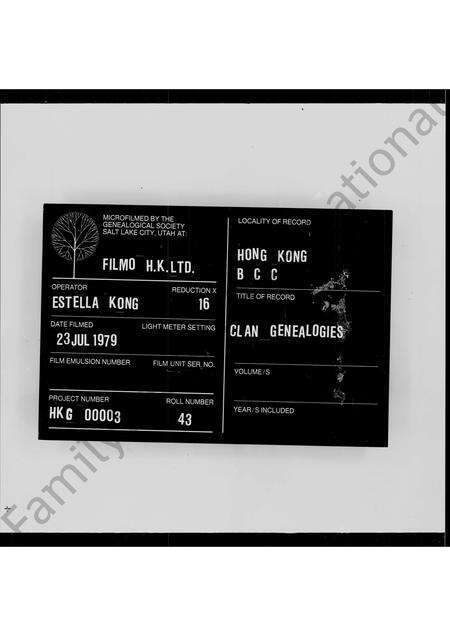 MICROFILMED BY THE
GENEALOGICAL SOCIETY
SALT LAKE CITY, UTAH AT:
FILMO H.K.LTD.
OPERATOR REDUCTION X
ESTELLA KONG 16
DATE FILMED LIGHT METER SETTING
23 JUL 1979
FILM EMULSION NUMBER FILM UNIT SER. NO.
PROJECT NUMBER ROLL NUMBER
HKG 00003 43
LOCALITY OF RECORD
HONG KONG
B C C
TITLE OF RECORD
CLAN GENEALOGIES
VOLUME/S
YEAR/S INCLUDED
Family
national